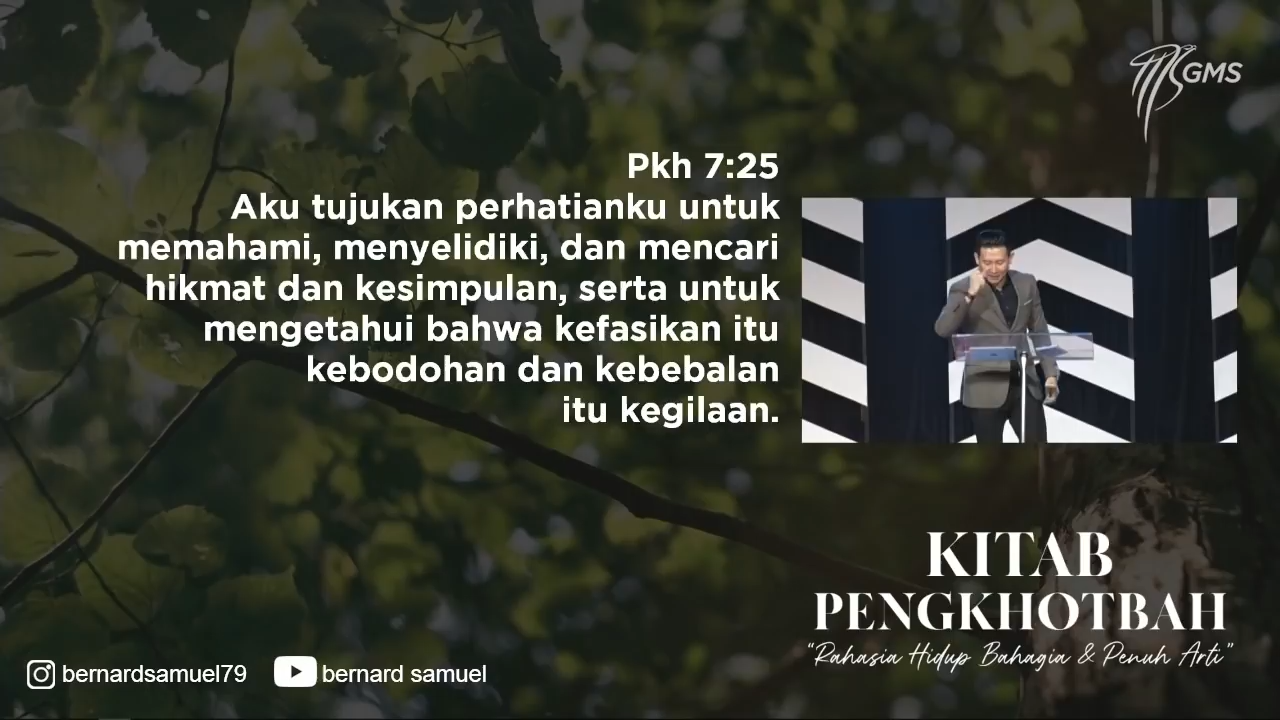 GMS
Pkh 7:25
Aku tujukan perhatianku untuk
memahami, menyelidiki, dan mencari
hikmat dan kesimpulan, serta untuk
mengetahui bahwa kefasikan itu
kebodohan dan kebebalan
itu kegilaan.
KITAB
PENGKHOTBAH
“Rahasia Hidup Bahagia & Penuh Arti”
bernardsamuel79
bernard samuel